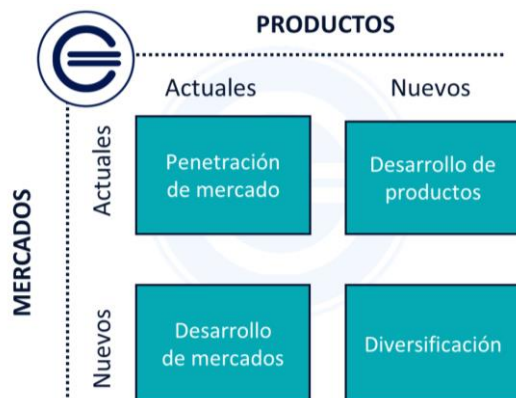 PRODUCTOS
Actuales
Nuevos
MERCADOS
Actuales
Penetración
de mercado
Desarrollo de
productos
Nuevos
Desarrollo
de mercados
Diversificación